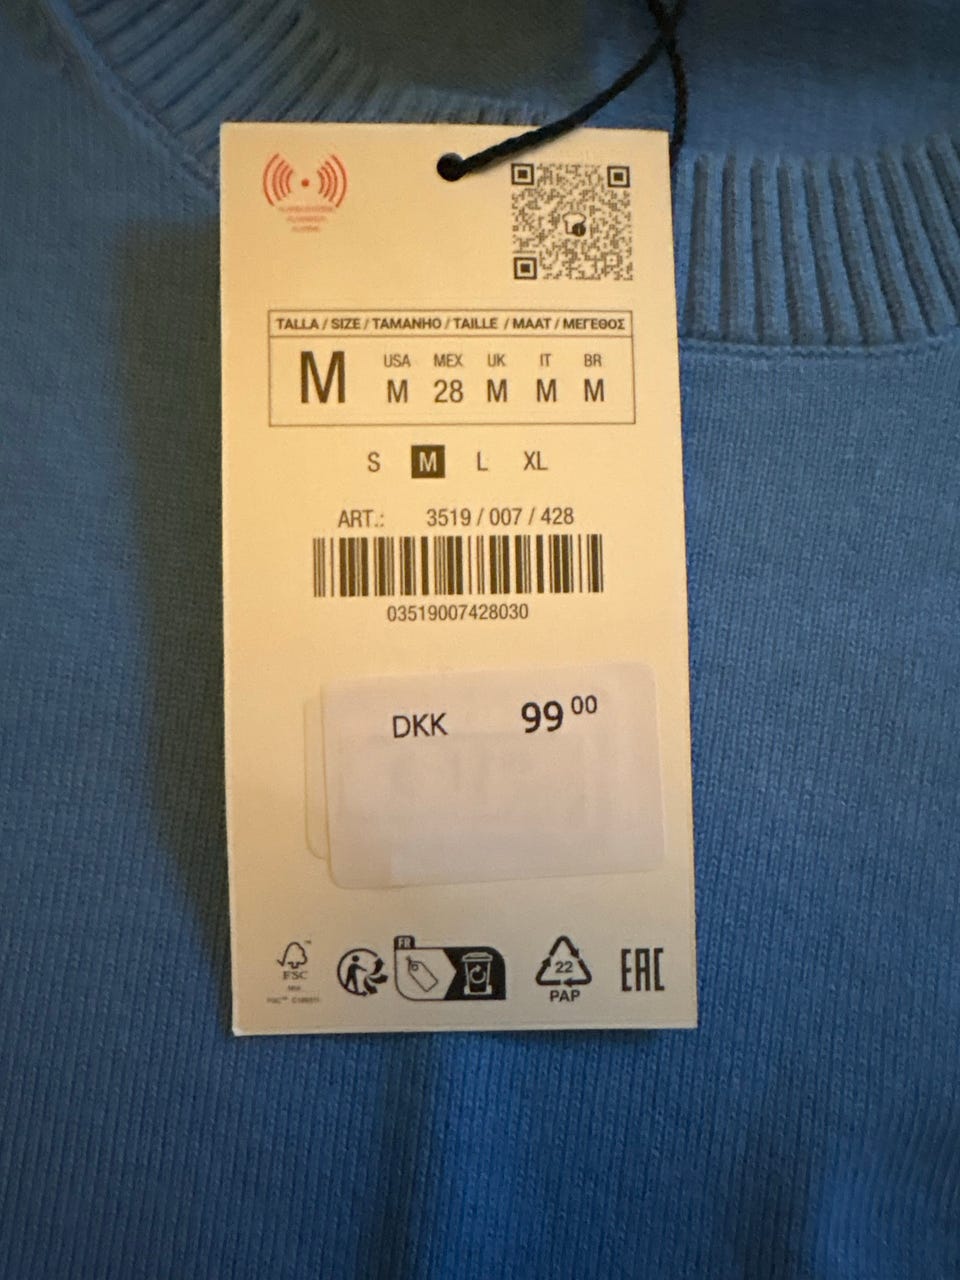 TALLA / SIZE / TAMANHO / TAILLE / MAAT / ΜΕΓΕΘΟΣ
M
USA MEX UK IT BR
M 28 M M M
S M L XL
ART.: 3519 / 007 / 428
03519007428030
DKK 99 00
FR
FSC
22
PAP
EAC